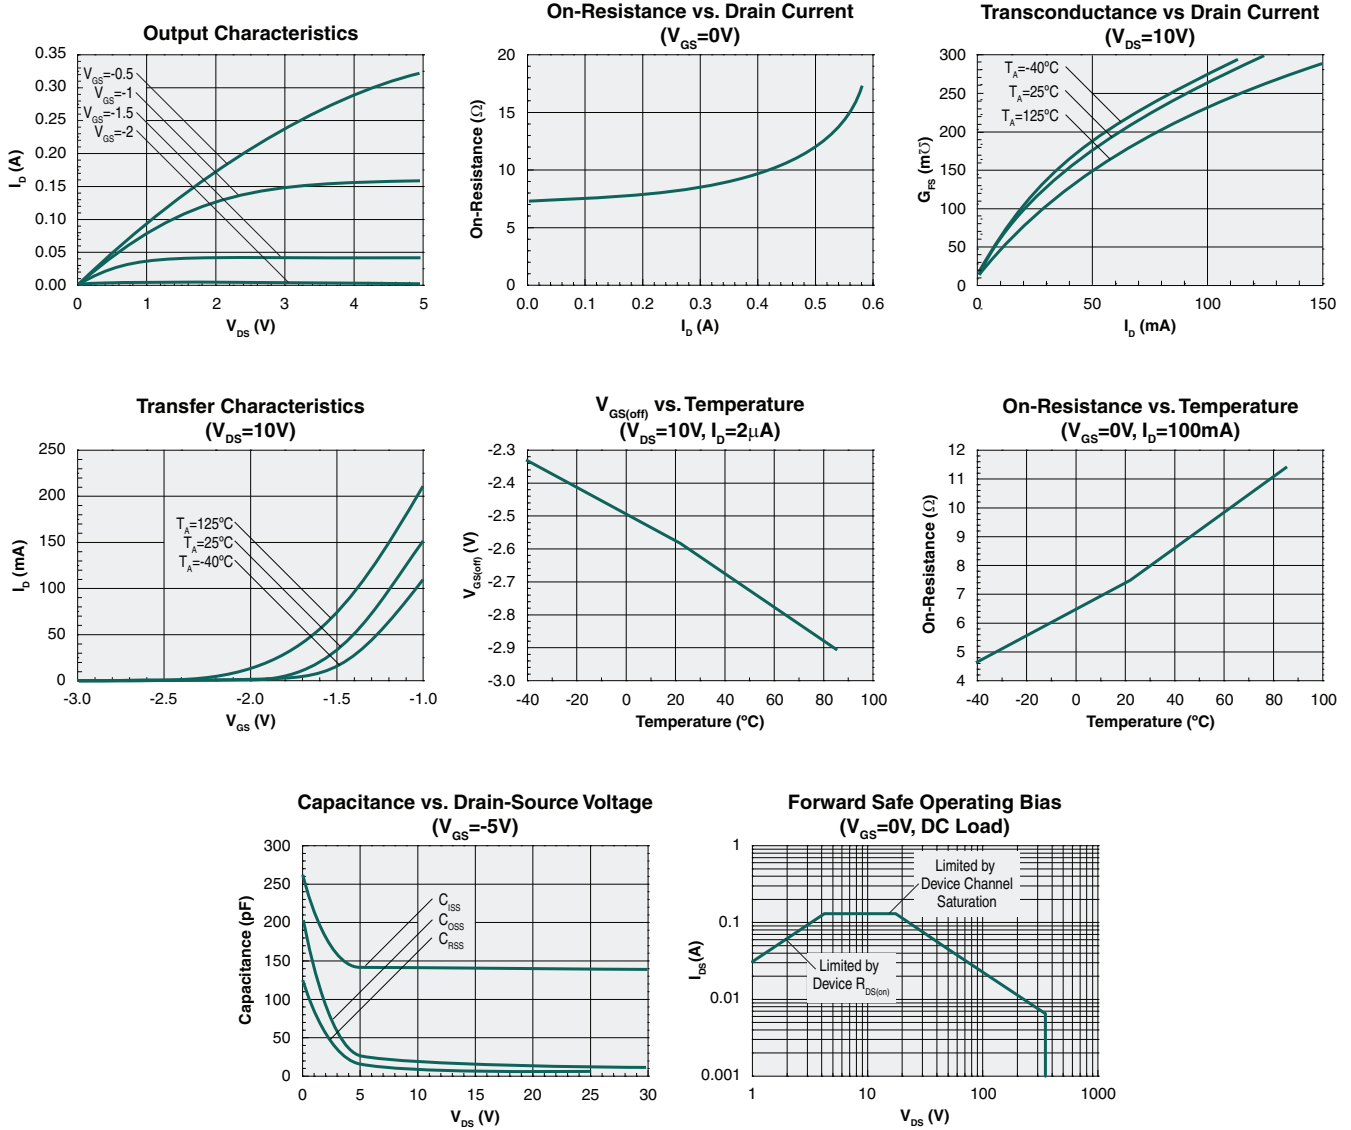 Output Characteristics
0.35
0.30
0.25
0.20
0.15
0.10
0.05
0.00
I_D (A)
V_GS=-0.5
V_GS=-1
V_GS=-1.5
V_GS=-2
0 1 2 3 4 5
V_DS (V)
On-Resistance vs. Drain Current
(V_GS=0V)
20
15
10
5
0
On-Resistance (Ω)
0.0 0.1 0.2 0.3 0.4 0.5 0.6
I_D (A)
Transconductance vs Drain Current
(V_DS=10V)
300
250
200
150
100
50
0
G_FS (m℧)
T_A=-40ºC
T_A=25ºC
T_A=125ºC
0 50 100 150
I_D (mA)
Transfer Characteristics
(V_DS=10V)
250
200
150
100
50
0
I_D (mA)
T_A=125ºC
T_A=25ºC
T_A=-40ºC
-3.0 -2.5 -2.0 -1.5 -1.0
V_GS (V)
V_GS(off) vs. Temperature
(V_DS=10V, I_D=2μA)
-2.3
-2.4
-2.5
-2.6
-2.7
-2.8
-2.9
-3.0
V_GS(off) (V)
-40 -20 0 20 40 60 80 100
Temperature (ºC)
On-Resistance vs. Temperature
(V_GS=0V, I_D=100mA)
12
11
10
9
8
7
6
5
4
On-Resistance (Ω)
-40 -20 0 20 40 60 80 100
Temperature (ºC)
Capacitance vs. Drain-Source Voltage
(V_GS=-5V)
300
250
200
150
100
50
0
Capacitance (pF)
C_ISS
C_OSS
C_RSS
0 5 10 15 20 25 30
V_DS (V)
Forward Safe Operating Bias
(V_GS=0V, DC Load)
1
0.1
0.01
0.001
I_DS (A)
Limited by
Device Channel
Saturation
Limited by
Device R_DS(on)
1 10 100 1000
V_DS (V)